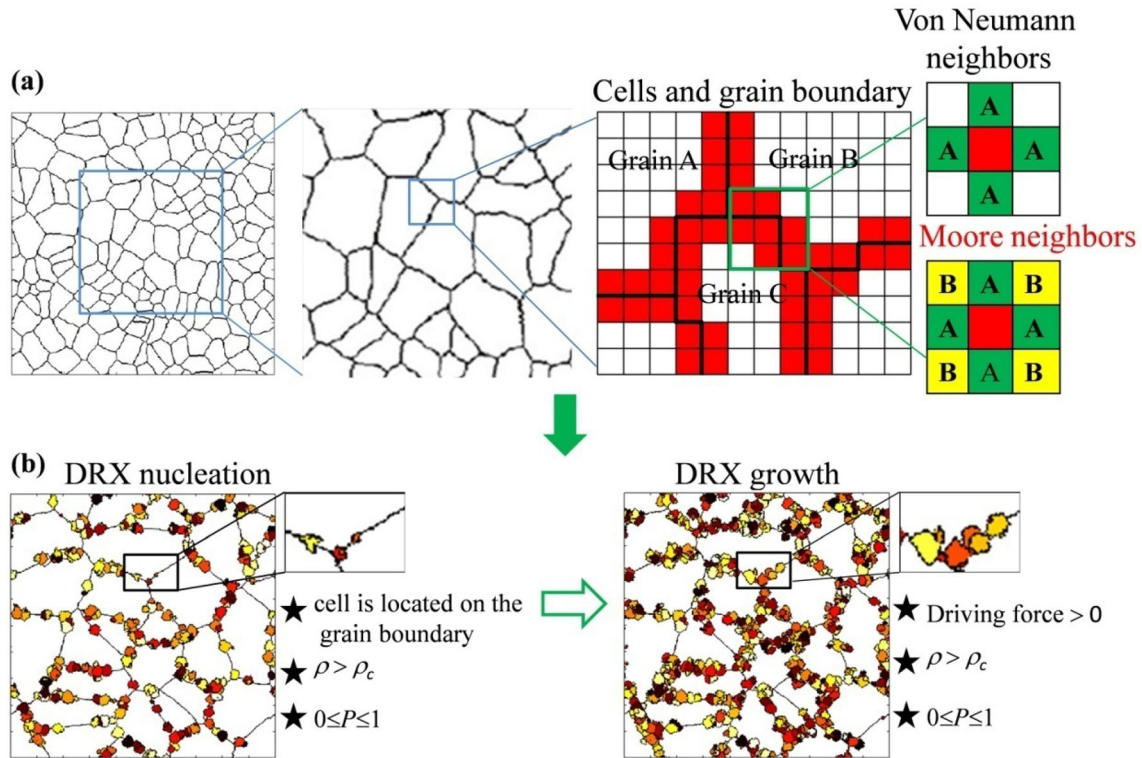 Von Neumann
neighbors
(a)
Cells and grain boundary
A
Grain A
Grain B
A
A
A
Moore neighbors
B
A
B
Grain C
A
A
B
A
B
(b)
DRX nucleation
DRX growth
★ cell is located on the
grain boundary
★ ρ > ρc
★ 0≤P≤1
★ Driving force > 0
★ ρ > ρc
★ 0≤P≤1